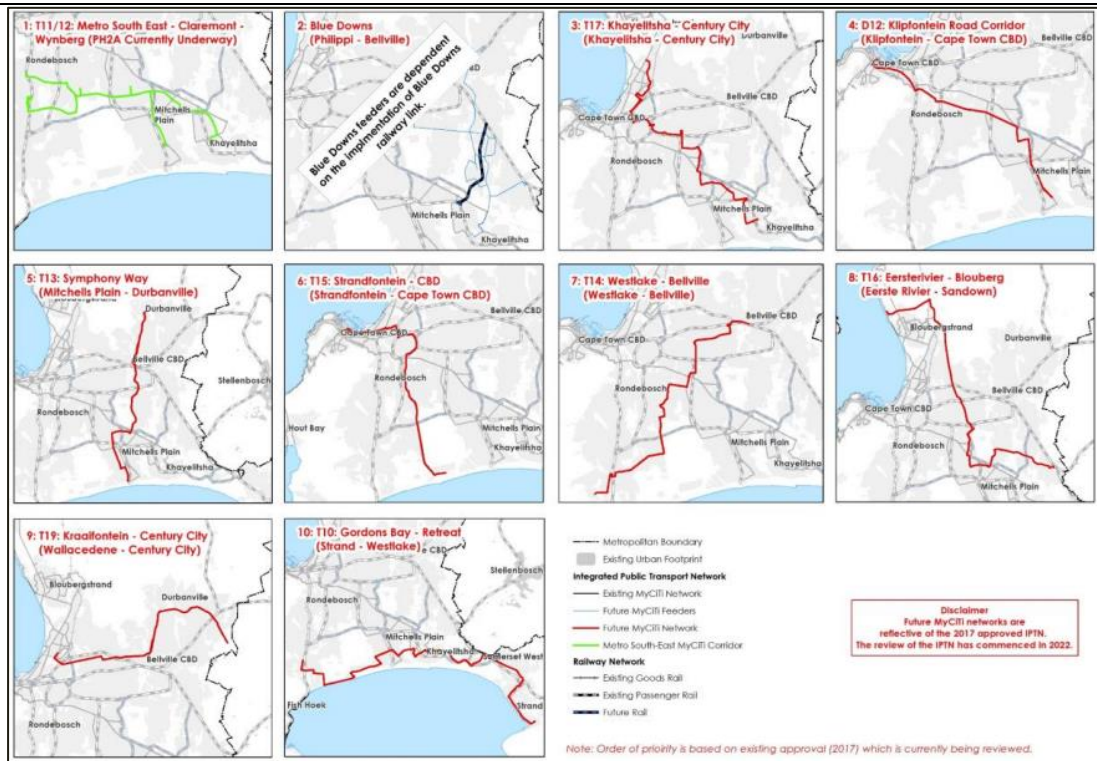 1: T11/12: Metro South East - Claremont -
Wynberg (PH2A Currently Underway)
Rondebosch
Mitchells
Plain
Khayelitsha
2: Blue Downs
(Philippi - Bellville)
Blue Downs feeders are dependent
on the implmentation of Blue Downs
railway link.
Mitchells Plain
Khayelitsha
3: T17: Khayelitsha - Century City
(Khayelitsha - Century City)
Durbanville
Bellville CBD
Cape Town CBD
Rondebosch
Mitchells Plain
Khayelitsha
4: D12: Klipfontein Road Corridor
(Klipfontein - Cape Town CBD)
Bellville CBD
Cape Town CBD
Rondebosch
Mitchells Plain
Khayelitsha
5: T13: Symphony Way
(Mitchells Plain - Durbanville)
Durbanville
Bellville CBD
Stellenbosch
Rondebosch
Mitchells Plain
Khayelitsha
6: T15: Strandfontein - CBD
(Strandfontein - Cape Town CBD)
Bellville CBD
Cape Town CBD
Rondebosch
Hout Bay
Mitchells Plain
Khayelitsha
7: T14: Westlake - Bellville
(Westlake - Bellville)
Bellville CBD
Cape Town CBD
Rondebosch
Mitchells Plain
Khayelitsha
8: T16: Eersterivier - Blouberg
(Eerste Rivier - Sandown)
Bloubergstrand
Durbanville
Bellville CBD
Cape Town CBD
Rondebosch
Mitchells Plain
9: T19: Kraaifontein - Century City
(Wallacedene - Century City)
Bloubergstrand
Durbanville
Bellville CBD
Rondebosch
10: T10: Gordons Bay - Retreat
(Strand - Westlake)
Stellenbosch
Rondebosch
Mitchells Plain
Khayelitsha
Somerset West
Fish Hoek
Strand
Metropolitan Boundary
Existing Urban Footprint
Integrated Public Transport Network
Existing MyCiTi Network
Future MyCiTi Feeders
Future MyCiTi Network
Metro South-East MyCiTi Corridor
Railway Network
Existing Goods Rail
Existing Passenger Rail
Future Rail
Disclaimer
Future MyCiTi networks are
reflective of the 2017 approved IPTN.
The review of the IPTN has commenced in 2022.
Note: Order of prioirity is based on existing approval (2017) which is currently being reviewed.